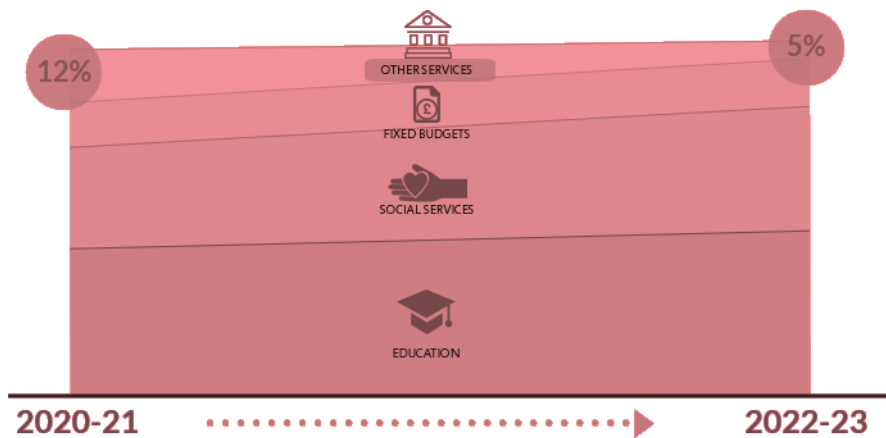 12%
5%
OTHER SERVICES
£
FIXED BUDGETS
SOCIAL SERVICES
EDUCATION
2020-21
2022-23